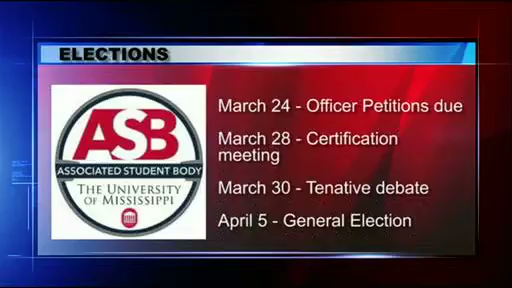 ELECTIONS
ASB
ASSOCIATED STUDENT BODY
THE UNIVERSITY
OF MISSISSIPPI
March 24 - Officer Petitions due
March 28 - Certification
meeting
March 30 - Tenative debate
April 5 - General Election